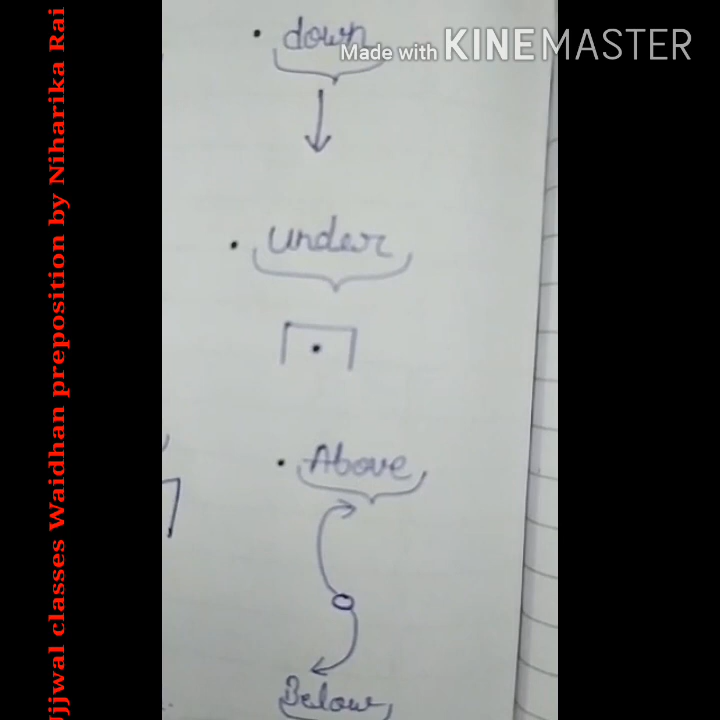 Ujjwal classes Waidhan preposition by Niharika Rai
Made with KINEMASTER
• down
• under
• Above
Below